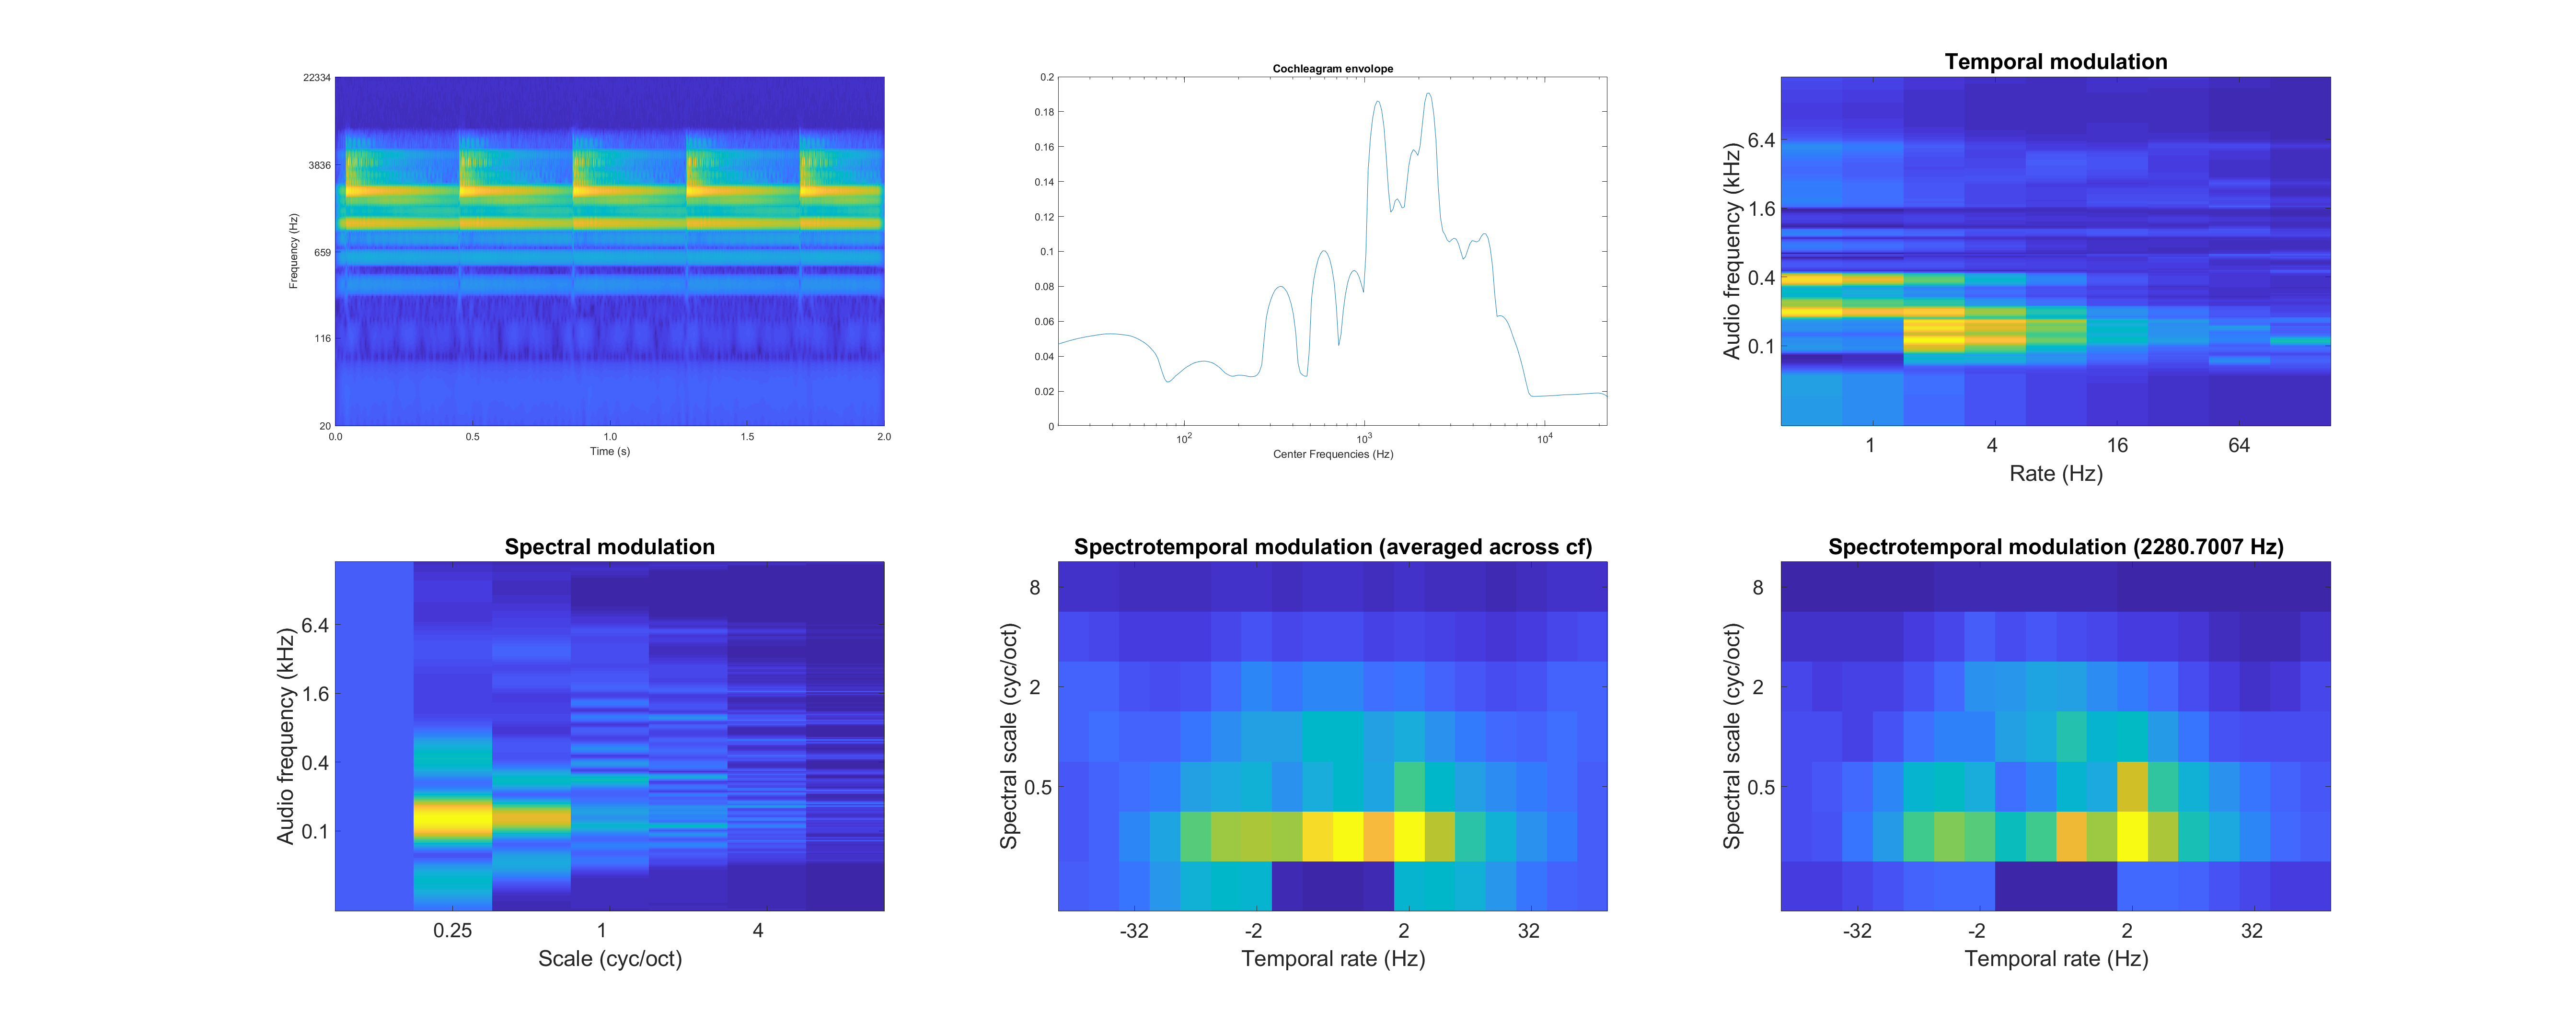 22334
3836
659
116
20
Frequency (Hz)
0.0 0.5 1.0 1.5 2.0
Time (s)
Cochleagram envolope
0.2
0.18
0.16
0.14
0.12
0.1
0.08
0.06
0.04
0.02
0
10^2 10^3 10^4
Center Frequencies (Hz)
Temporal modulation
Audio frequency (kHz)
6.4
1.6
0.4
0.1
1 4 16 64
Rate (Hz)
Spectral modulation
Audio frequency (kHz)
6.4
1.6
0.4
0.1
0.25 1 4
Scale (cyc/oct)
Spectrotemporal modulation (averaged across cf)
Spectral scale (cyc/oct)
8
2
0.5
-32 -2 2 32
Temporal rate (Hz)
Spectrotemporal modulation (2280.7007 Hz)
Spectral scale (cyc/oct)
8
2
0.5
-32 -2 2 32
Temporal rate (Hz)